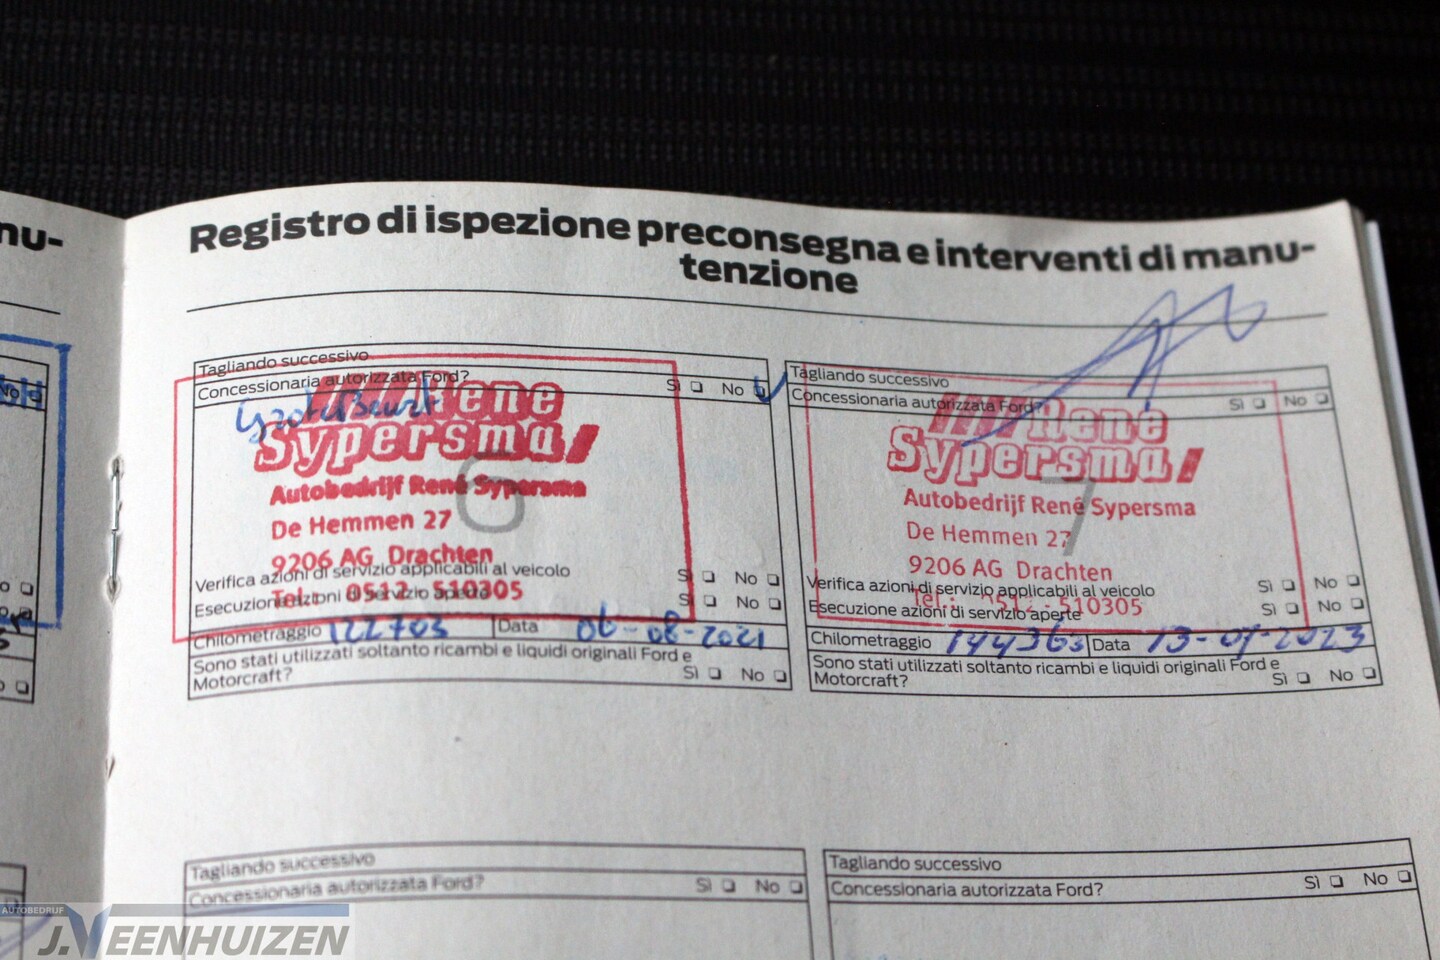 nu-
Registro di ispezione preconsegna e interventi di manu-
tenzione
Tagliando successivo
Concessionaria autorizzata Ford? Sì ❏ No ❏
Grote Beurt
Rene
Sypersma
6
Autobedrijf René Sypersma
De Hemmen 27
9206 AG Drachten
Verifica azioni di servizio applicabili al veicolo Sì ❏ No ❏
Tel.: 0512 - 510305
Esecuzione azioni di servizio aperte Sì ❏ No ❏
Chilometraggio 122703 Data 06-08-2021
Sono stati utilizzati soltanto ricambi e liquidi originali Ford e
Motorcraft? Sì ❏ No ❏
Tagliando successivo
Concessionaria autorizzata Ford? Sì ❏ No ❏
Rene
Sypersma
7
Autobedrijf René Sypersma
De Hemmen 27
9206 AG Drachten
Verifica azioni di servizio applicabili al veicolo Sì ❏ No ❏
Tel.: 0512 - 510305
Esecuzione azioni di servizio aperte Sì ❏ No ❏
Chilometraggio 144363 Data 13-07-2023
Sono stati utilizzati soltanto ricambi e liquidi originali Ford e
Motorcraft? Sì ❏ No ❏
Tagliando successivo
Concessionaria autorizzata Ford? Sì ❏ No ❏
Tagliando successivo
Concessionaria autorizzata Ford? Sì ❏ No ❏
AUTOBEDRIJF
J.VEENHUIZEN